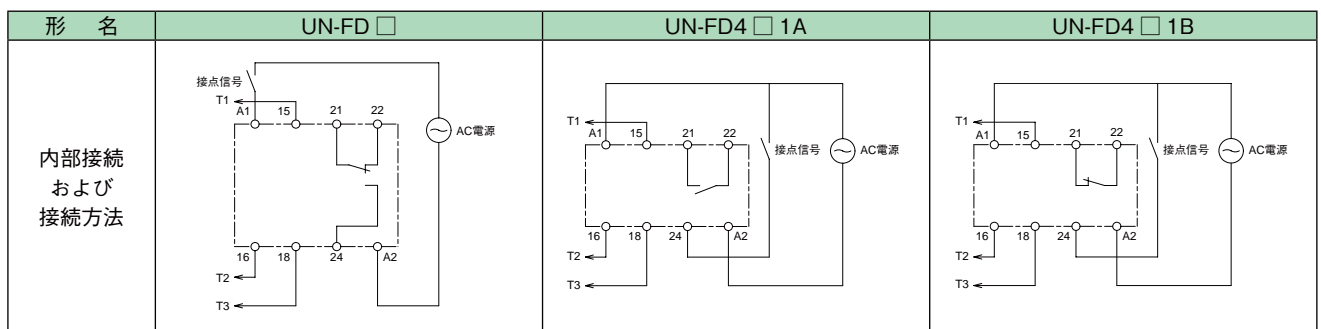 形 名
UN-FD □
UN-FD4 □ 1A
UN-FD4 □ 1B
内部接続
および
接続方法
接点信号
T1
A1 15 21 22
AC電源
16 18 24 A2
T2
T3
T1
A1 15 21 22
接点信号
AC電源
16 18 24 A2
T2
T3
T1
A1 15 21 22
接点信号
AC電源
16 18 24 A2
T2
T3